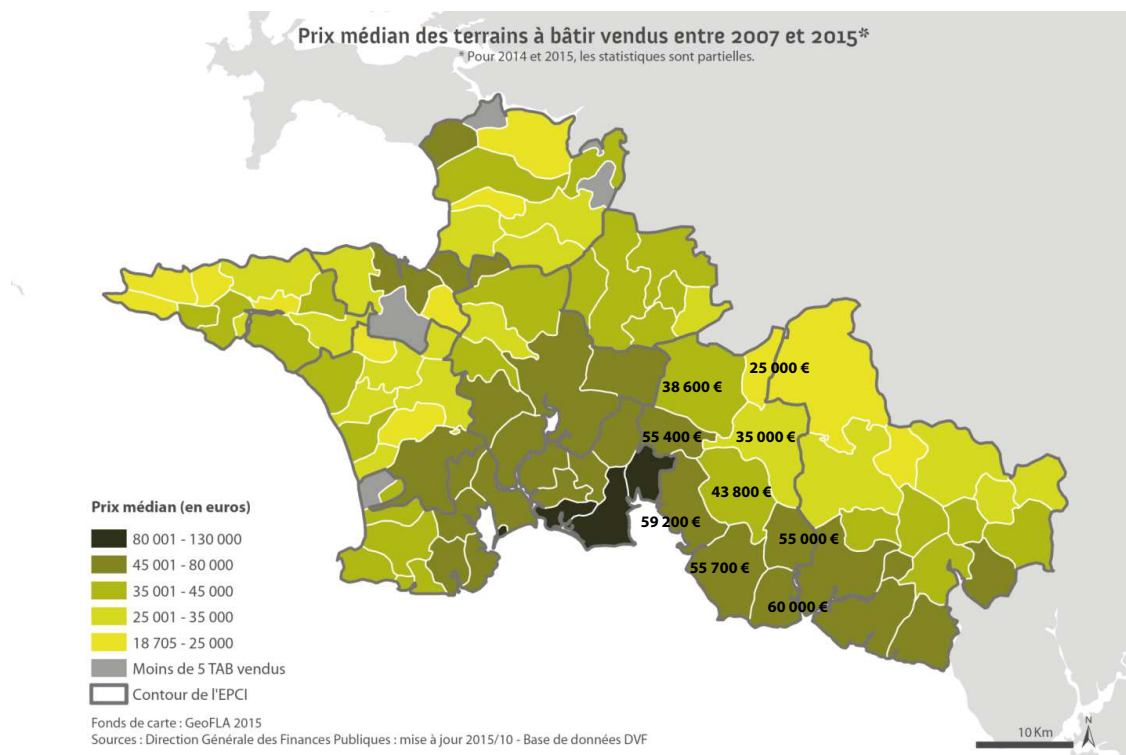 Prix médian des terrains à bâtir vendus entre 2007 et 2015*
* Pour 2014 et 2015, les statistiques sont partielles.
25 000 €
38 600 €
55 400 €
35 000 €
43 800 €
59 200 €
55 000 €
55 700 €
60 000 €
Prix médian (en euros)
80 001 - 130 000
45 001 - 80 000
35 001 - 45 000
25 001 - 35 000
18 705 - 25 000
Moins de 5 TAB vendus
Contour de l'EPCI
Fonds de carte : GeoFLA 2015
Sources : Direction Générale des Finances Publiques : mise à jour 2015/10 - Base de données DVF
10 Km
N